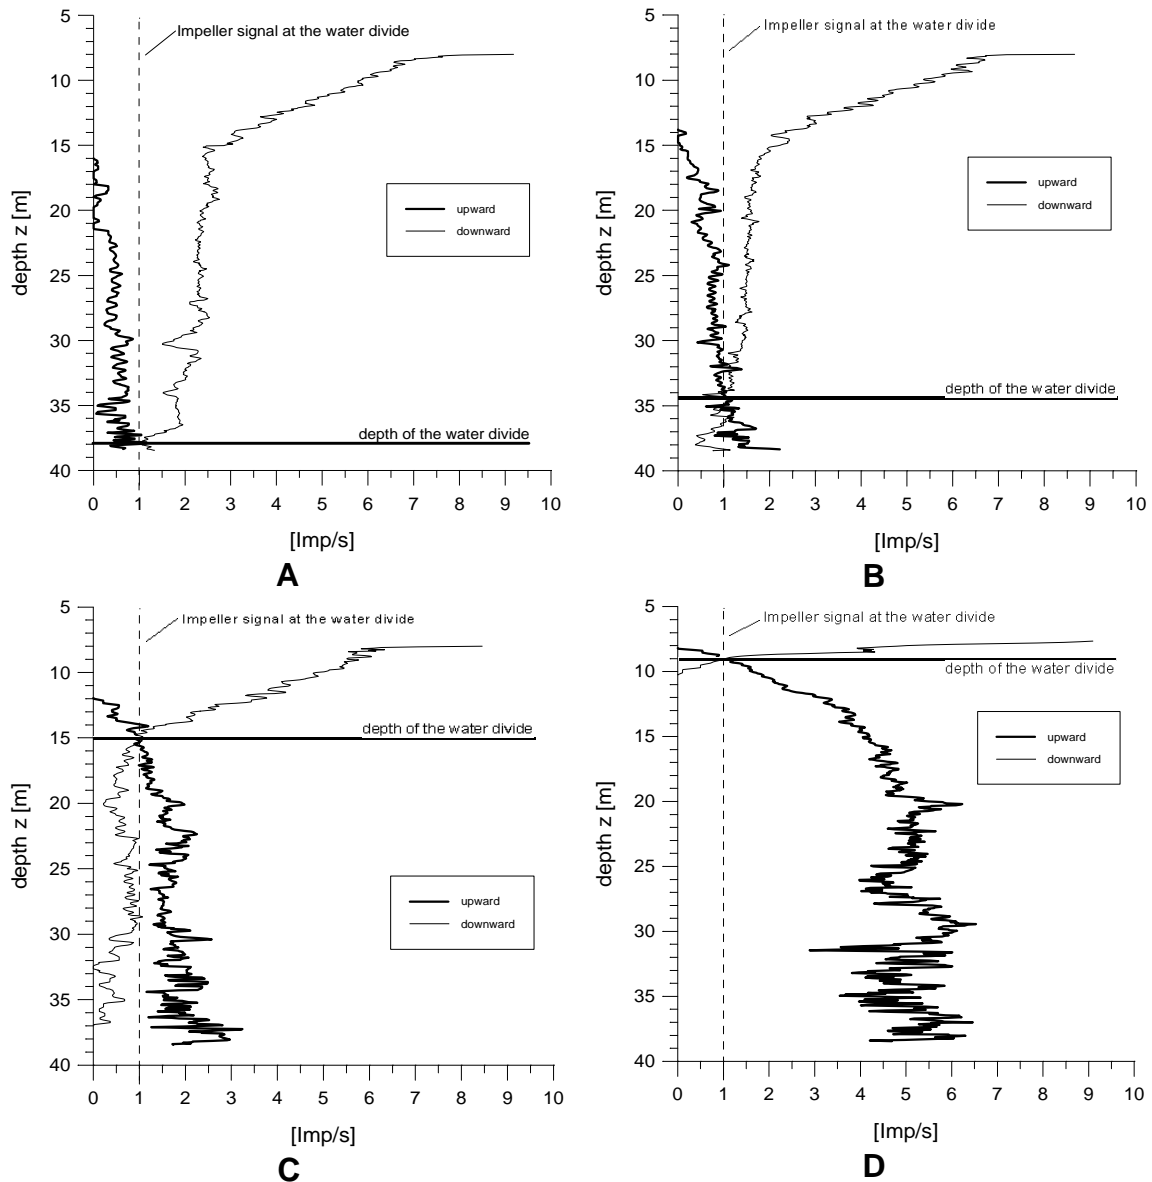 Impeller signal at the water divide
5
10
15
20
25
30
35
40
depth z [m]
upward
downward
depth of the water divide
0 1 2 3 4 5 6 7 8 9 10
[Imp/s]
A
Impeller signal at the water divide
5
10
15
20
25
30
35
40
depth z [m]
upward
downward
depth of the water divide
0 1 2 3 4 5 6 7 8 9 10
[Imp/s]
B
Impeller signal at the water divide
5
10
15
20
25
30
35
40
depth z [m]
depth of the water divide
upward
downward
0 1 2 3 4 5 6 7 8 9 10
[Imp/s]
C
Impeller signal at the water divide
5
10
15
20
25
30
35
40
depth z [m]
depth of the water divide
upward
downward
0 1 2 3 4 5 6 7 8 9 10
[Imp/s]
D